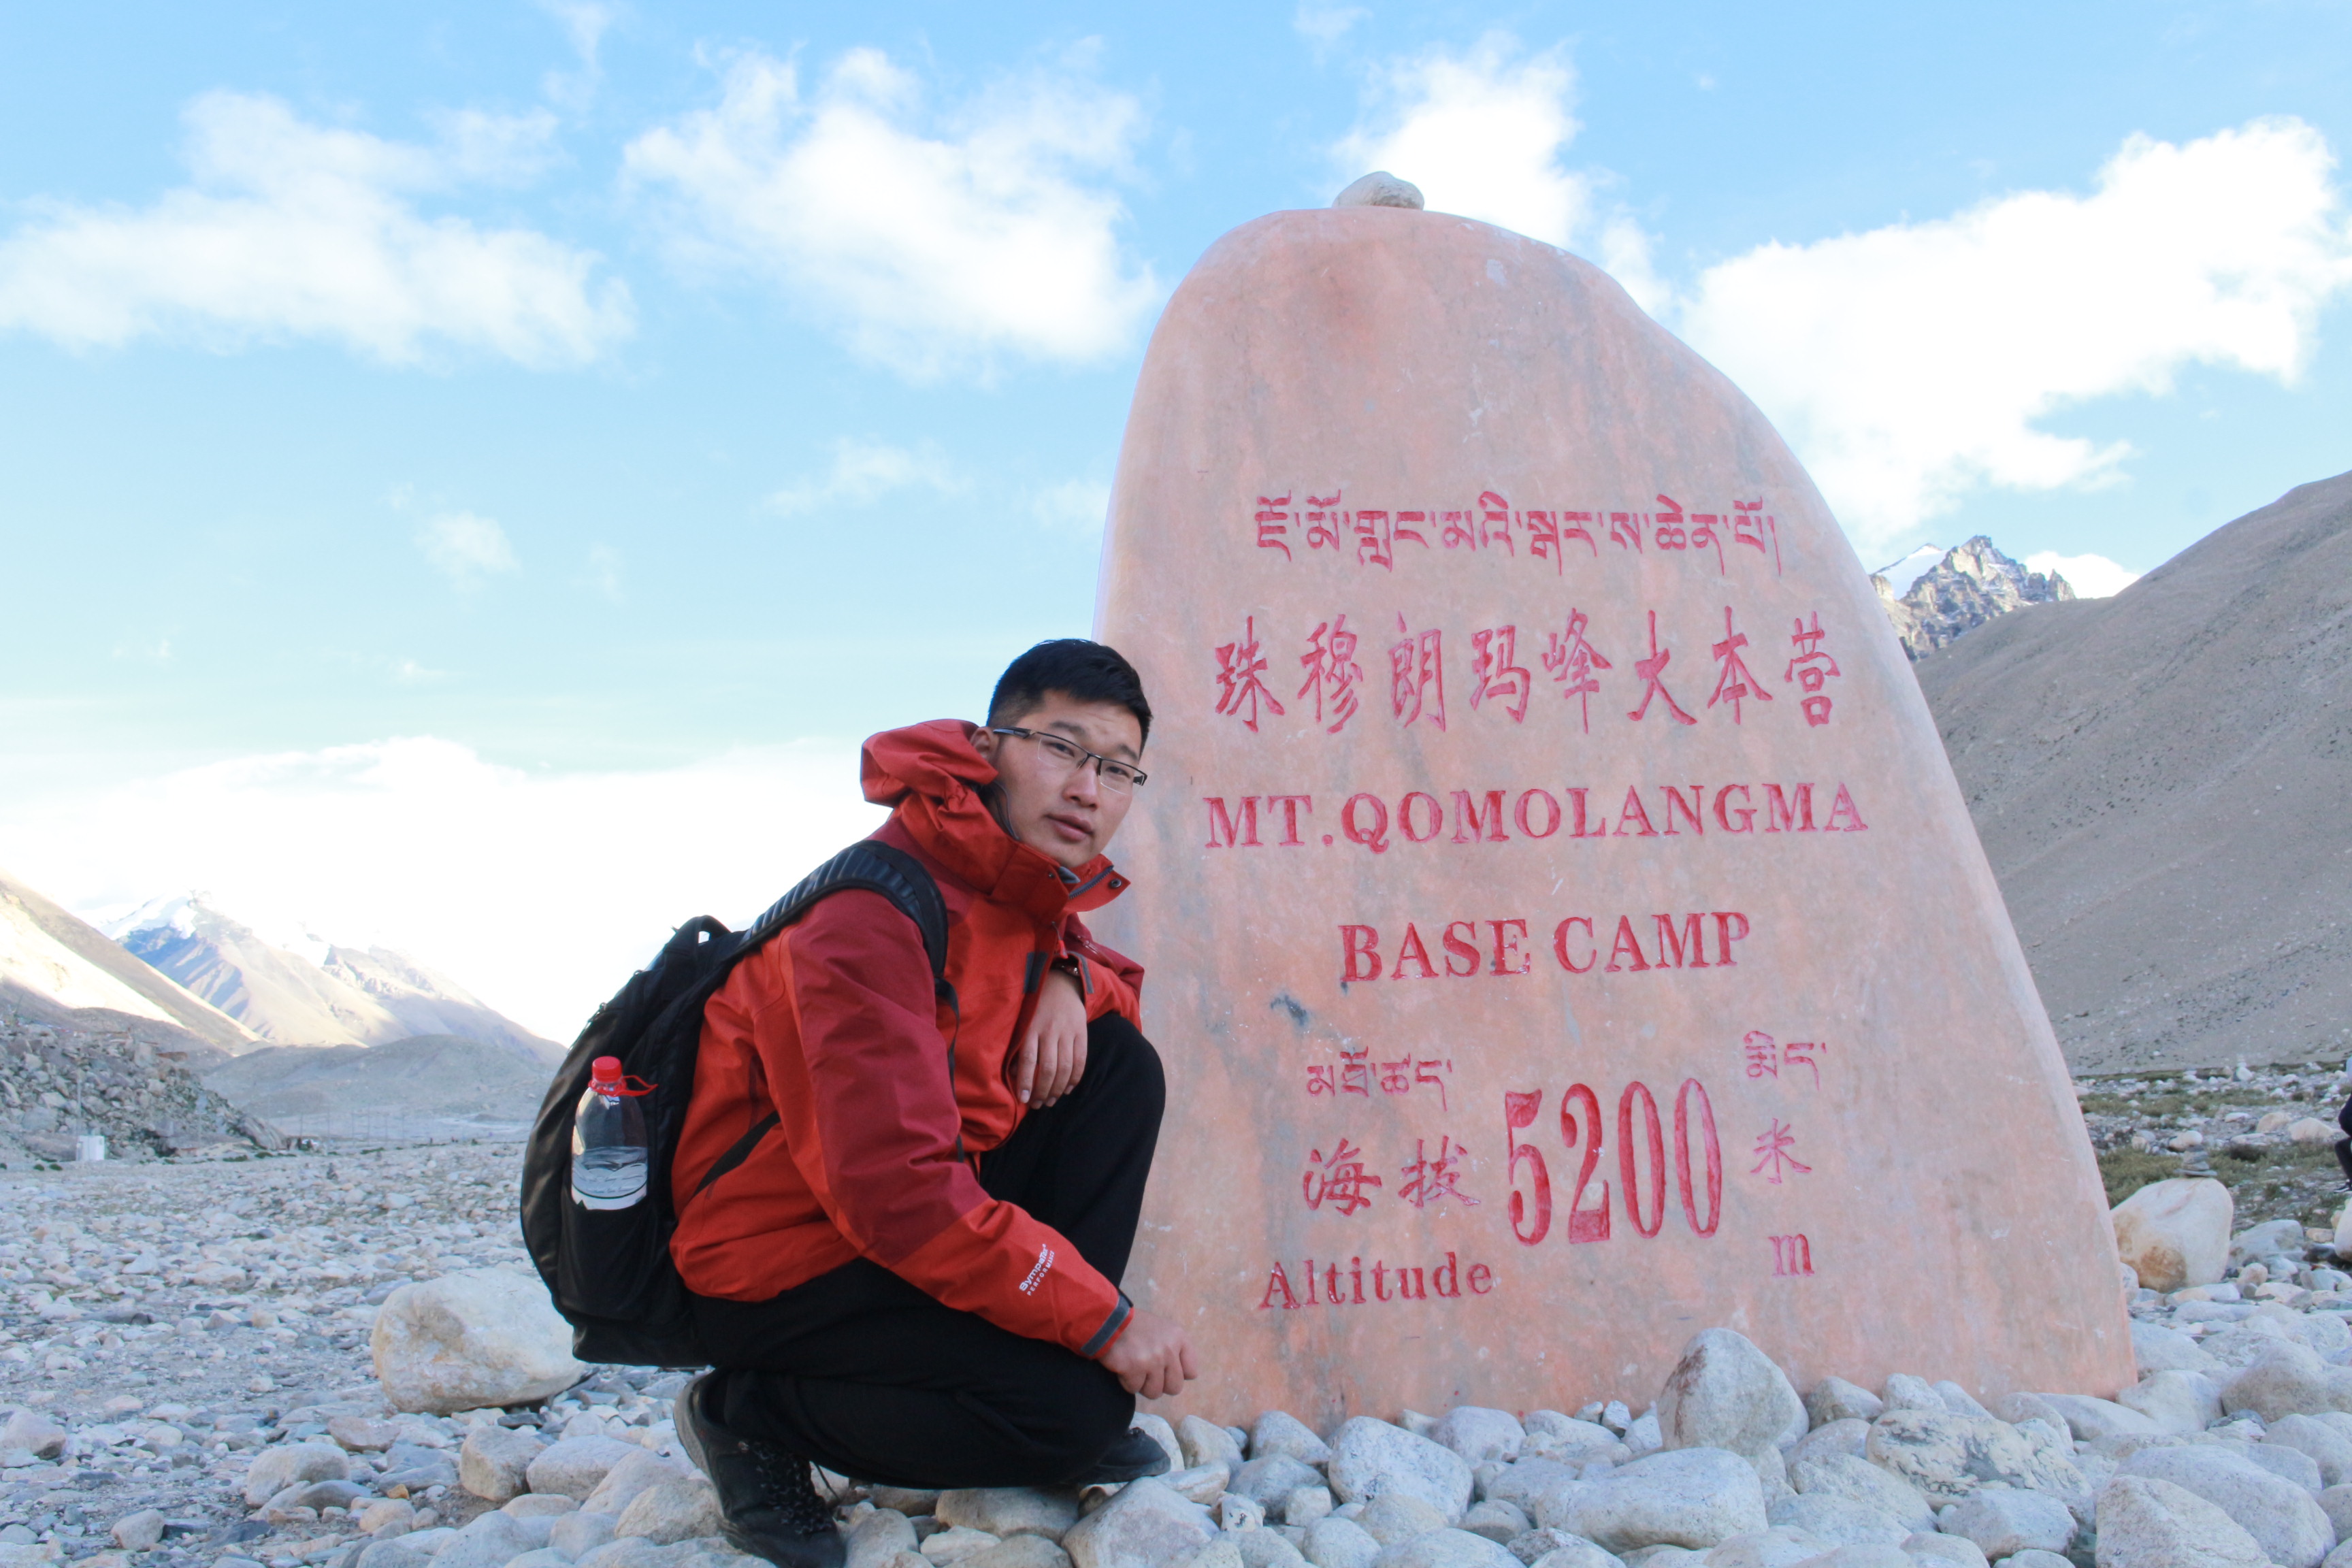 ཇོ་མོ་གླང་མའི་སྒར་ས་ཆེན་པོ།
珠穆朗玛峰大本营
MT.QOMOLANGMA
BASE CAMP
མཐོ་ཚད་
海拔
Altitude
5200
མིད་
米
m
PERFORMANCE